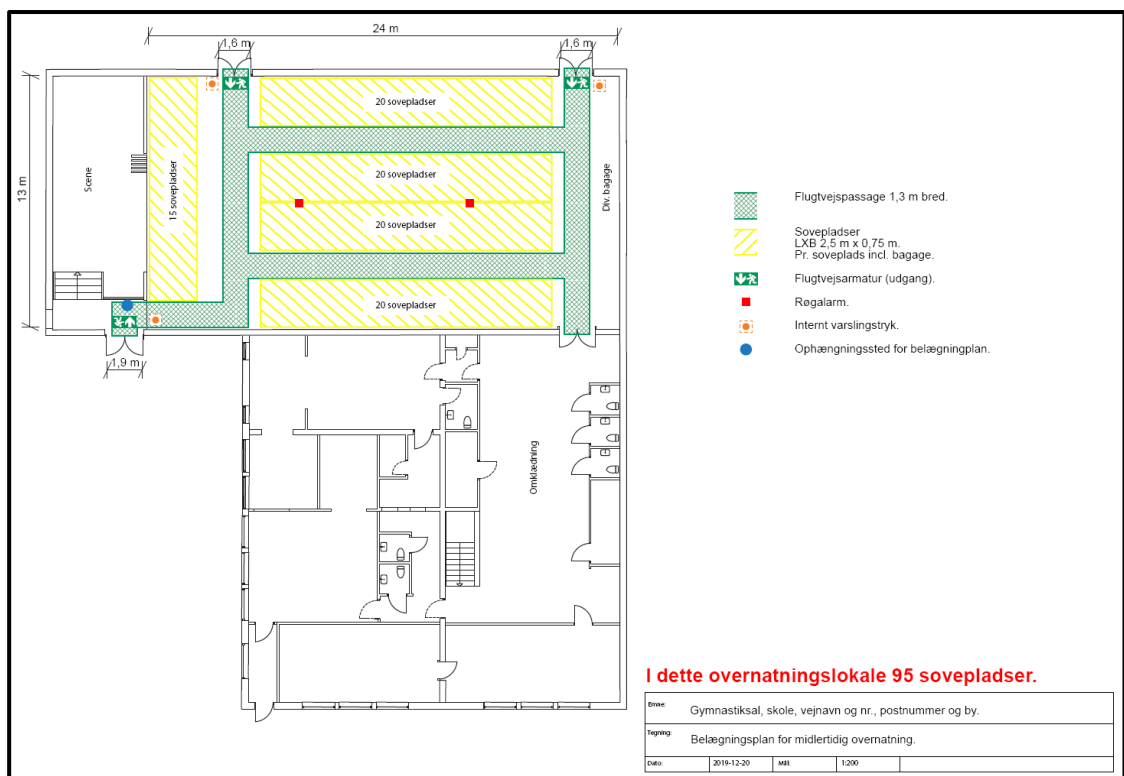 24 m
1,6 m
1,6 m
13 m
Scene
15 sovepladser
20 sovepladser
20 sovepladser
20 sovepladser
20 sovepladser
Div. bagage
1,9 m
Omklædning
Flugtvejspassage 1,3 m bred.
Sovepladser
LXB 2,5 m x 0,75 m.
Pr. soveplads incl. bagage.
Flugtvejsarmatur (udgang).
Røgalarm.
Internt varslingstryk.
Ophængningssted for belægningplan.
I dette overnatningslokale 95 sovepladser.
Emne: Gymnastiksal, skole, vejnavn og nr., postnummer og by.
Tegning: Belægningsplan for midlertidig overnatning.
Dato: 2019-12-20 Mål: 1:200